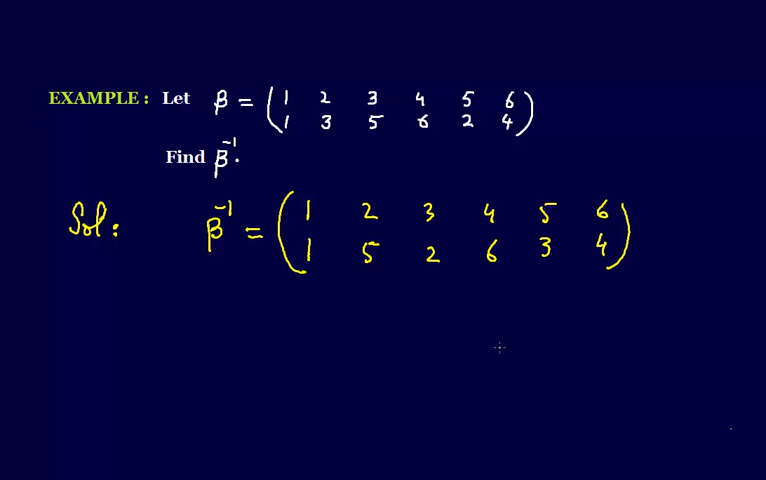 EXAMPLE : Let β = ( 1 2 3 4 5 6
1 3 5 6 2 4 )
Find β⁻¹.
Sol: β⁻¹ = ( 1 2 3 4 5 6
1 5 2 6 3 4 )